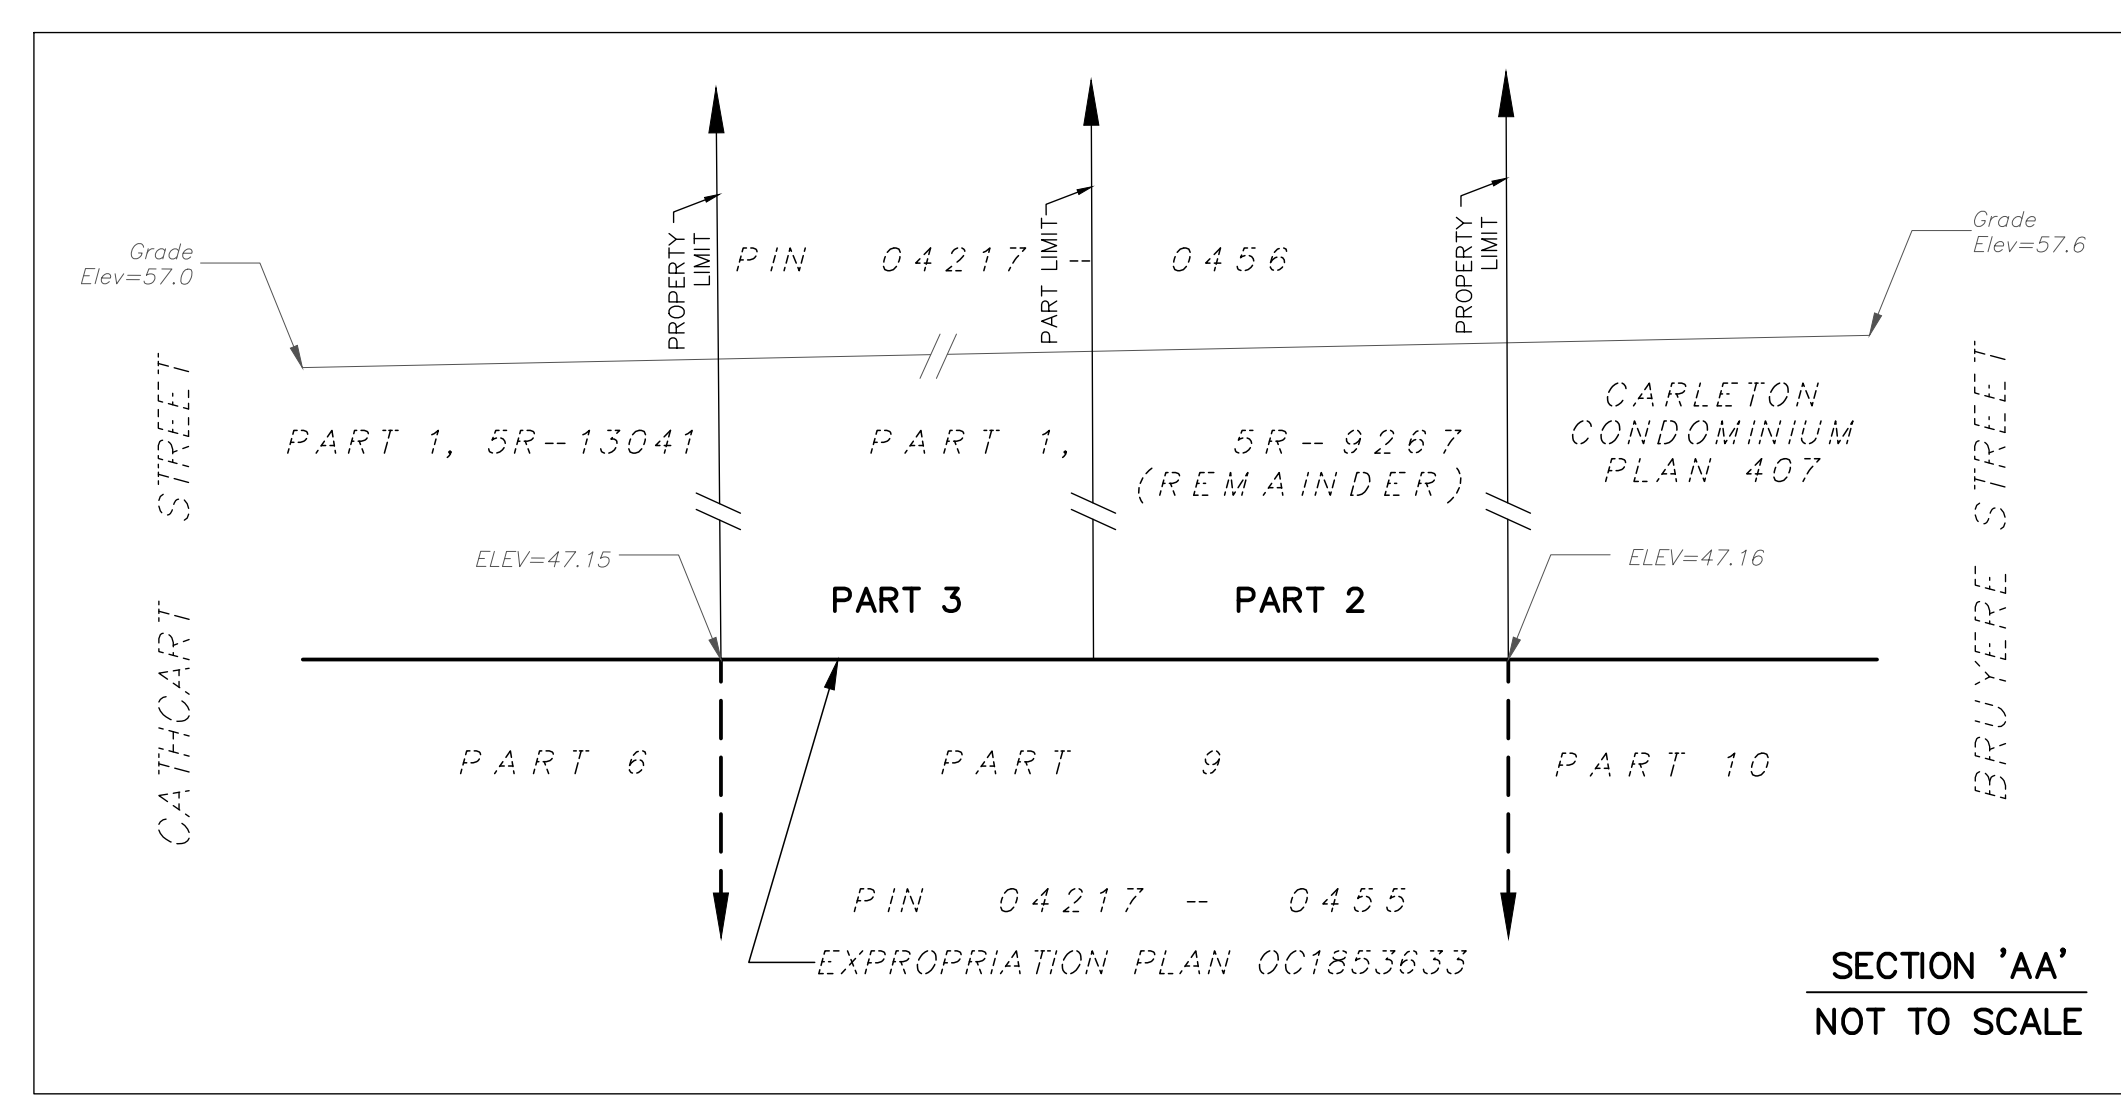 Grade
Elev=57.0
PROPERTY
LIMIT
PIN 04217 -- 0456
PART LIMIT
PROPERTY
LIMIT
Grade
Elev=57.6
CATHCART STREET
PART 1, 5R--13041
PART 1, 5R--9267
(REMAINDER)
CARLETON
CONDOMINIUM
PLAN 407
BRUYERE STREET
ELEV=47.15
PART 3
PART 2
ELEV=47.16
PART 6
PART 9
PART 10
PIN 04217 -- 0455
EXPROPRIATION PLAN OC1853633
SECTION 'AA'
NOT TO SCALE